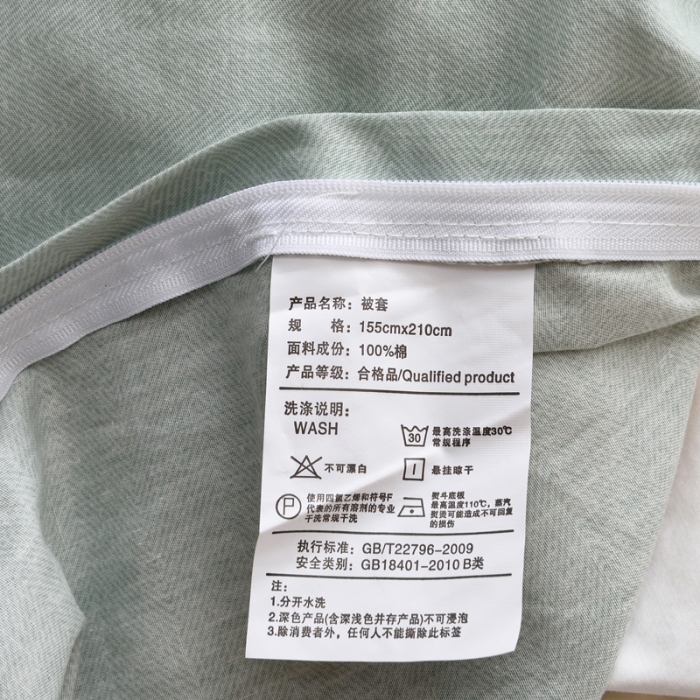 产品名称：被套
规 格：155cmx210cm
面料成份：100%棉
产品等级：合格品/Qualified product
洗涤说明：
WASH
30
最高洗涤温度30℃
常规程序
不可漂白
悬挂晾干
P
使用四氯乙烯和符号F
代表的所有溶剂的专业
干洗常规干洗
熨斗底板
最高温度110℃，蒸汽
熨烫可能造成不可回复
的损伤
执行标准：GB/T22796-2009
安全类别：GB18401-2010 B类
注：
1.分开水洗
2.深色产品(含深浅色并存产品)不可浸泡
3.除消费者外，任何人不能撕除此标签